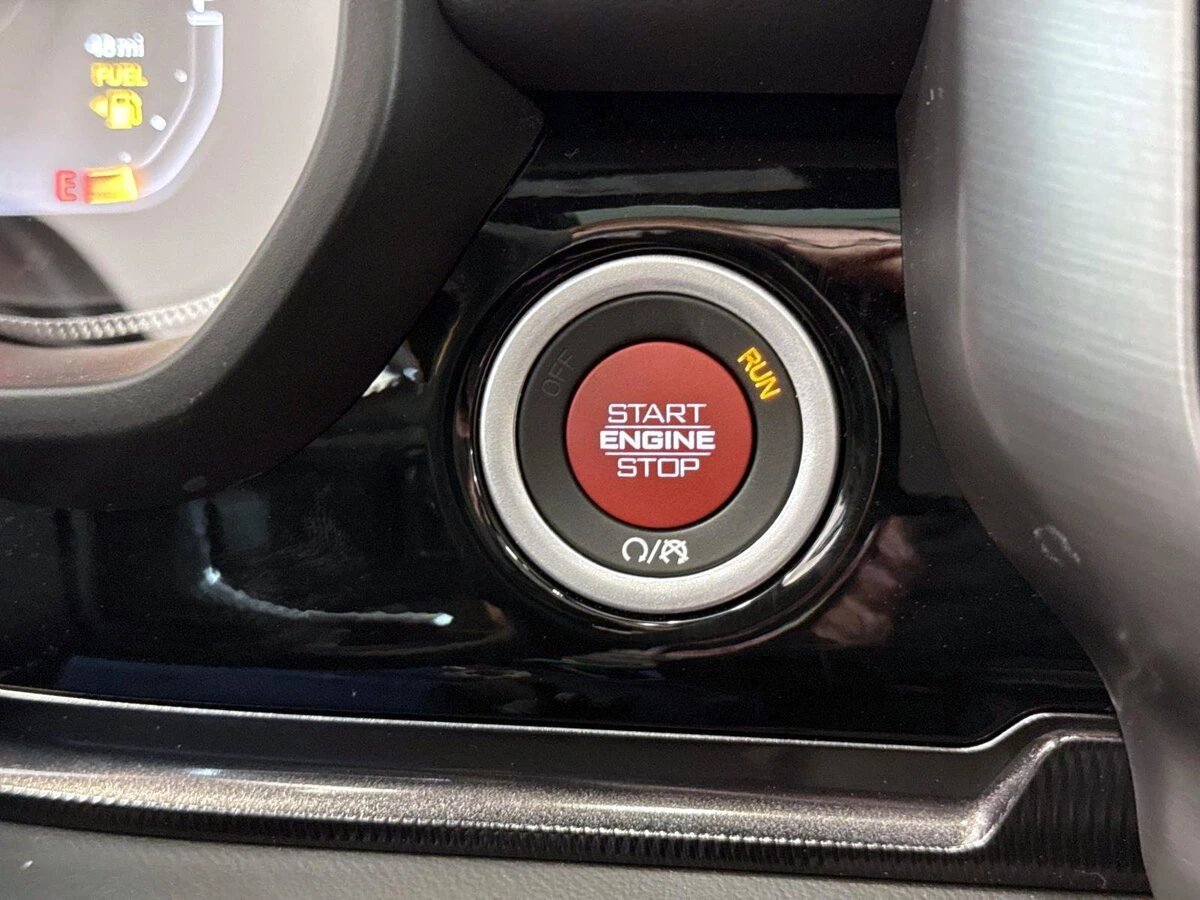 48mi
FUEL
E
OFF
RUN
START
ENGINE
STOP